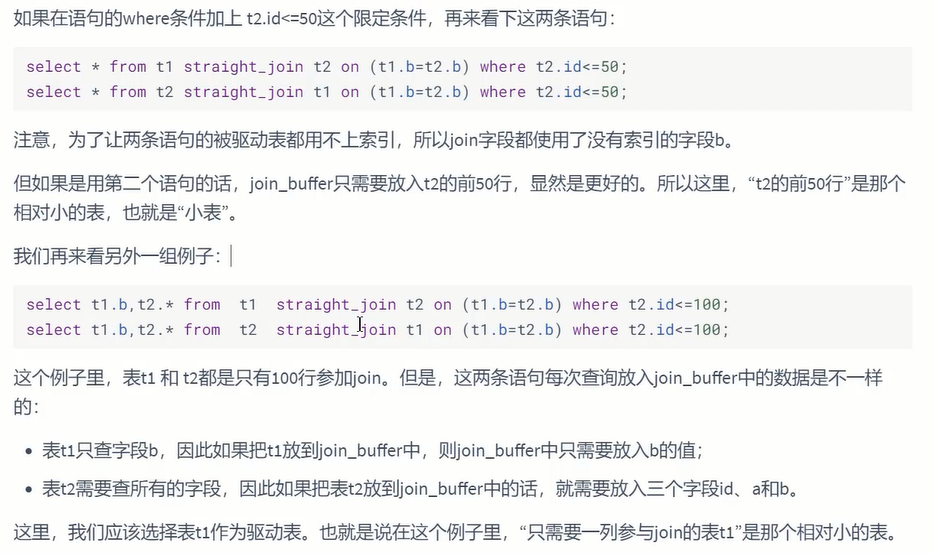 如果在语句的where条件加上 t2.id<=50这个限定条件，再来看下这两条语句：
select * from t1 straight_join t2 on (t1.b=t2.b) where t2.id<=50;
select * from t2 straight_join t1 on (t1.b=t2.b) where t2.id<=50;
注意，为了让两条语句的被驱动表都用不上索引，所以join字段都使用了没有索引的字段b。
但如果是用第二个语句的话，join_buffer只需要放入t2的前50行，显然是更好的。所以这里，“t2的前50行”是那个
相对小的表，也就是“小表”。
我们再来看另外一组例子：
select t1.b,t2.* from  t1  straight_join t2 on (t1.b=t2.b) where t2.id<=100;
select t1.b,t2.* from  t2  straight_join t1 on (t1.b=t2.b) where t2.id<=100;
这个例子里，表t1 和 t2都是只有100行参加join。但是，这两条语句每次查询放入join_buffer中的数据是不一样
的：
• 表t1只查字段b，因此如果把t1放到join_buffer中，则join_buffer中只需要放入b的值；
• 表t2需要查所有的字段，因此如果把表t2放到join_buffer中的话，就需要放入三个字段id、a和b。
这里，我们应该选择表t1作为驱动表。也就是说在这个例子里，“只需要一列参与join的表t1”是那个相对小的表。